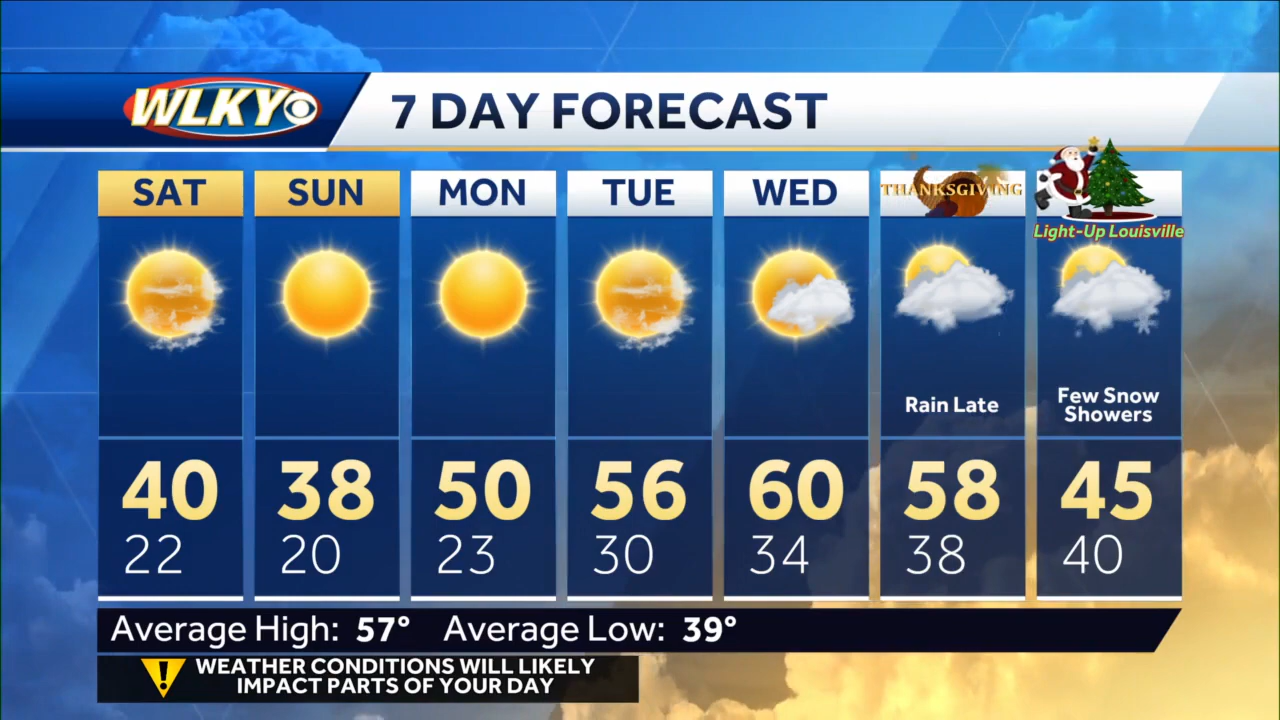 WLKY
7 DAY FORECAST
SAT
SUN
MON
TUE
WED
THANKSGIVING
Light-Up Louisville
Rain Late
Few Snow
Showers
40
38
50
56
60
58
45
22
20
23
30
34
38
40
Average High: 57° Average Low: 39°
! WEATHER CONDITIONS WILL LIKELY
IMPACT PARTS OF YOUR DAY